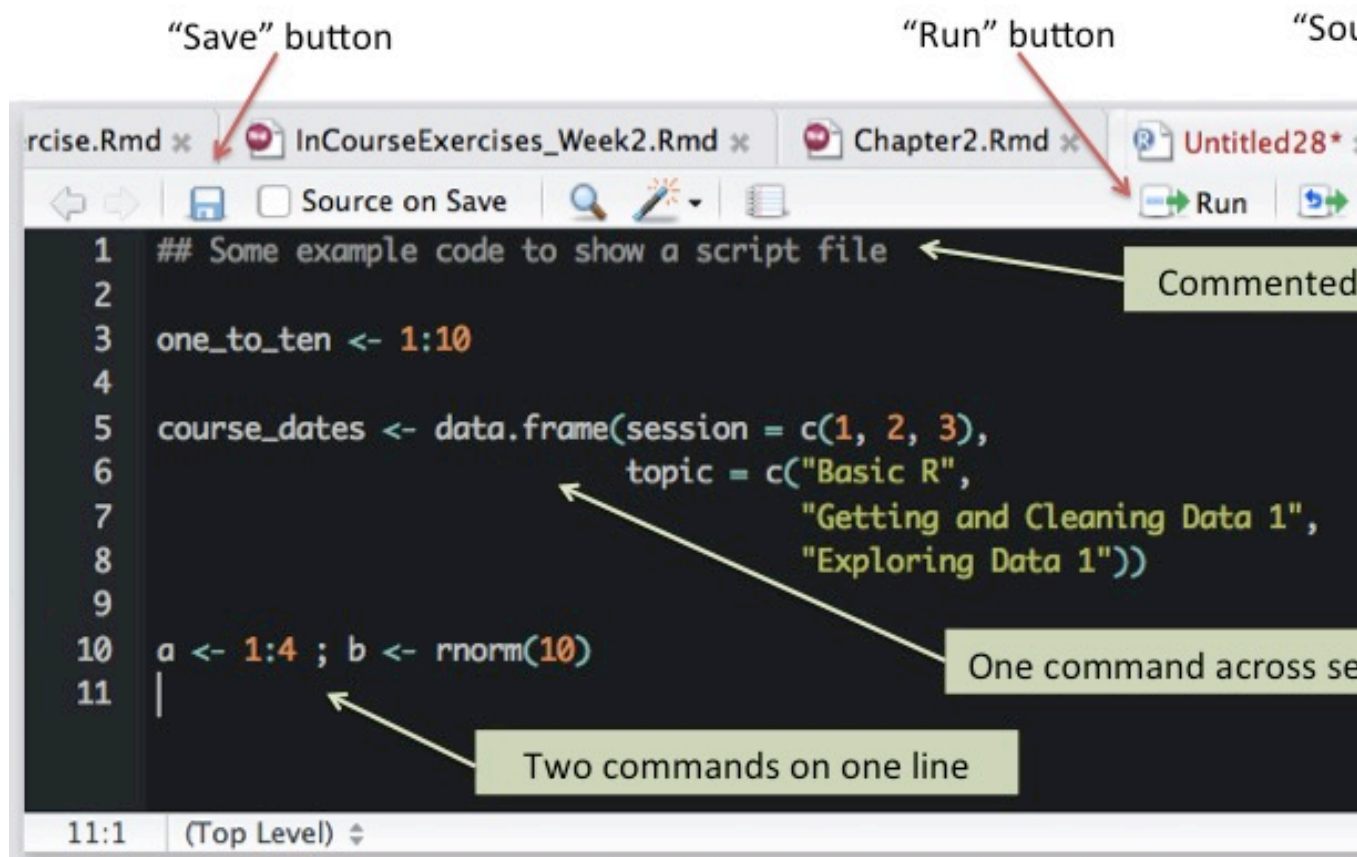 “Save” button “Run” button “Sou
rcise.Rmd InCourseExercises_Week2.Rmd Chapter2.Rmd Untitled28*
Source on Save Run
1 ## Some example code to show a script file
Commented
2
3 one_to_ten <- 1:10
4
5 course_dates <- data.frame(session = c(1, 2, 3),
6 topic = c("Basic R",
7 "Getting and Cleaning Data 1",
8 "Exploring Data 1"))
9
10 a <- 1:4 ; b <- rnorm(10)
One command across se
11
Two commands on one line
11:1 (Top Level)